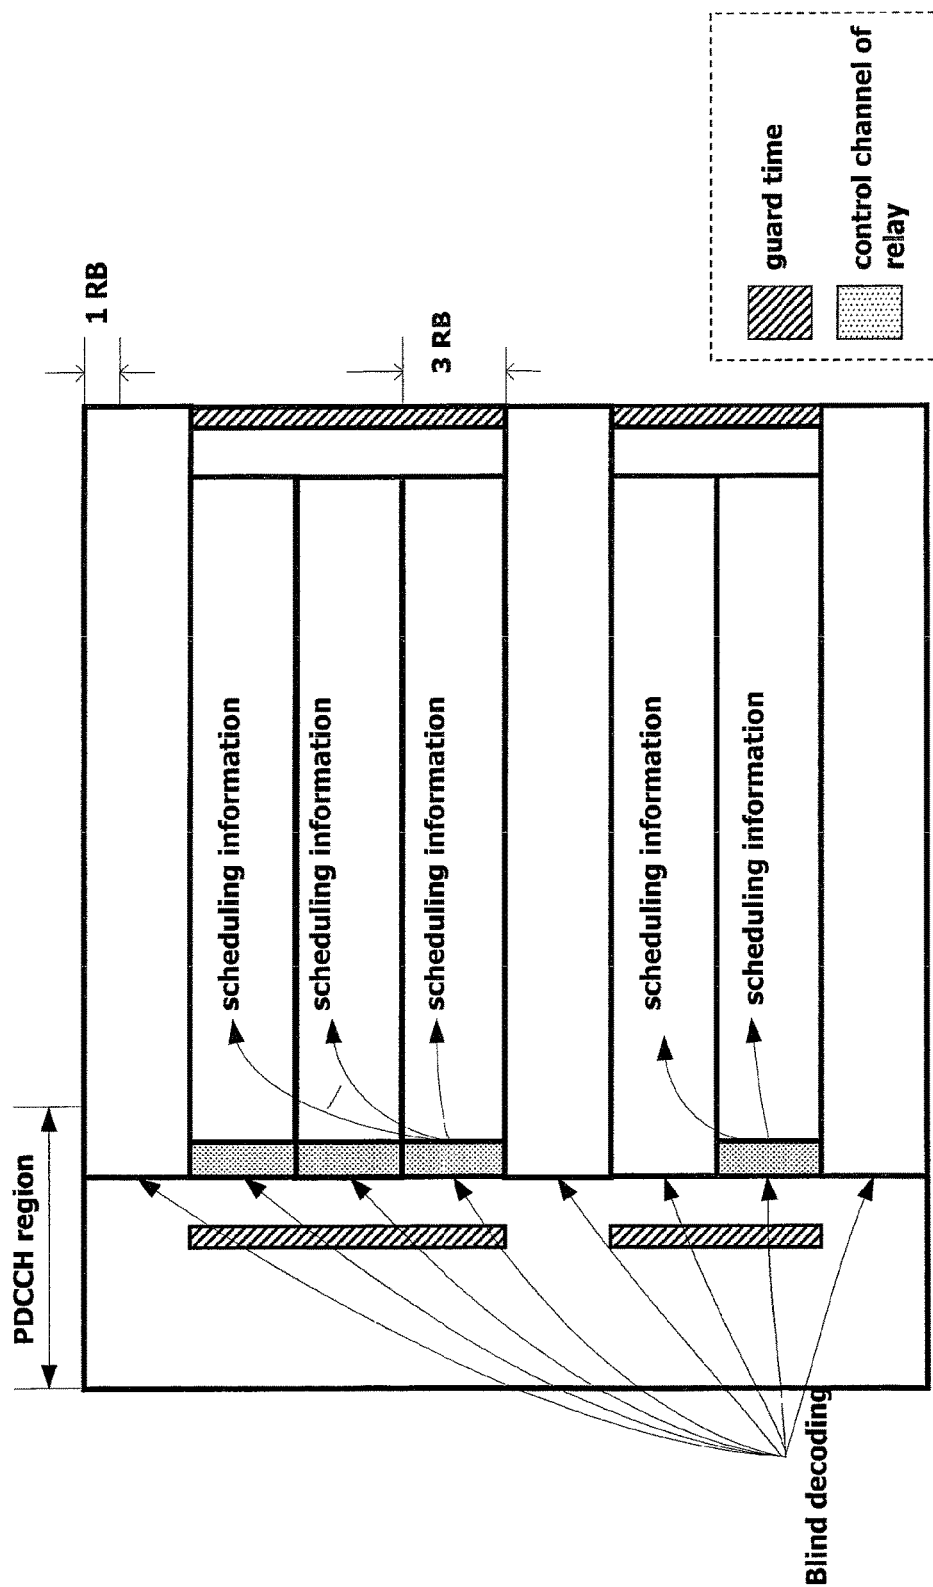 PDCCH region
1 RB
3 RB
scheduling information
scheduling information
scheduling information
scheduling information
scheduling information
Blind decoding
guard time
control channel of
relay